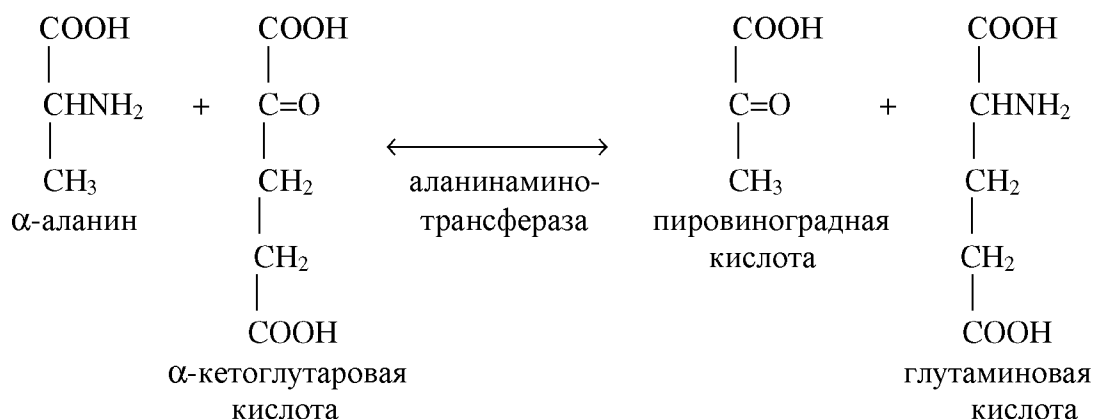 COOH COOH COOH COOH
CHNH₂ + C=O C=O + CHNH₂
CH₃ CH₂ аланинамино- CH₃ CH₂
α-аланин трансфераза пировиноградная
CH₂ кислота CH₂
COOH COOH
α-кетоглутаровая глутаминовая
кислота кислота